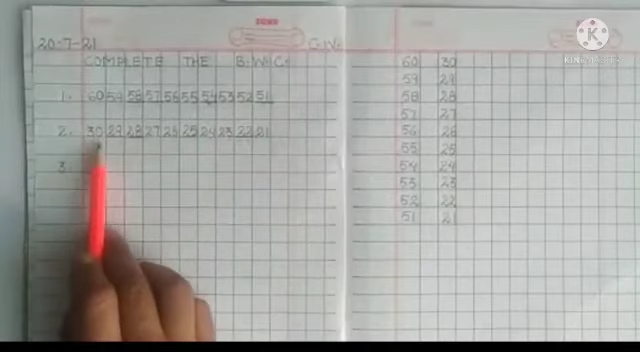 20-7-21
C.W.
COMPLETE THE B.W.C.
1. 60 59 58 57 56 55 54 53 52 51
2. 30 29 28 27 26 25 24 23 22 21
3.
60 30
59 29
58 28
57 27
56 26
55 25
54 24
53 23
52 22
51 21
K